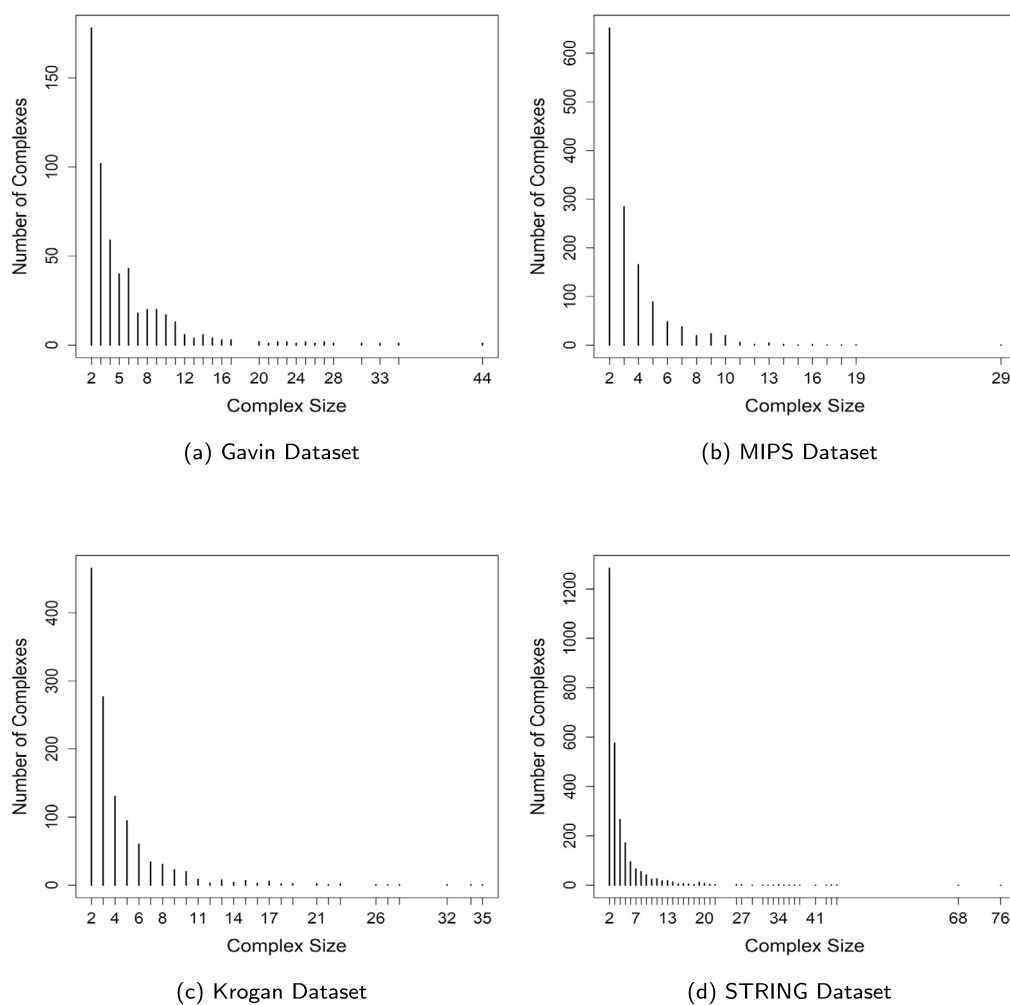 Number of Complexes
0 50 100 150
2 5 8 12 16 20 24 28 33 44
Complex Size
(a) Gavin Dataset
Number of Complexes
0 100 200 300 400 500 600
2 4 6 8 10 13 16 19 29
Complex Size
(b) MIPS Dataset
Number of Complexes
0 100 200 300 400
2 4 6 8 11 14 17 21 26 32 35
Complex Size
(c) Krogan Dataset
Number of Complexes
0 200 400 600 800 1000 1200
2 7 13 20 27 34 41 68 76
Complex Size
(d) STRING Dataset